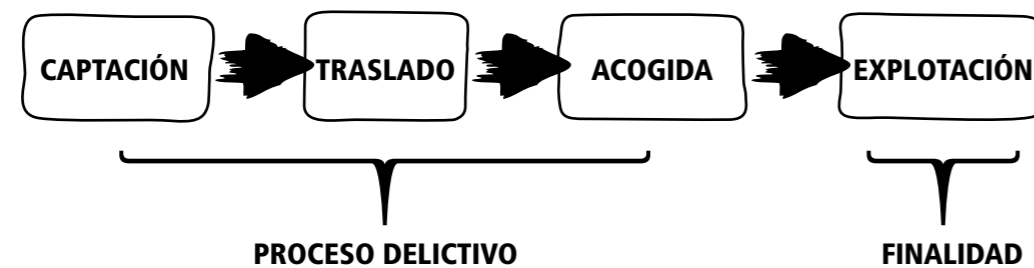 CAPTACIÓN TRASLADO ACOGIDA EXPLOTACIÓN
PROCESO DELICTIVO FINALIDAD